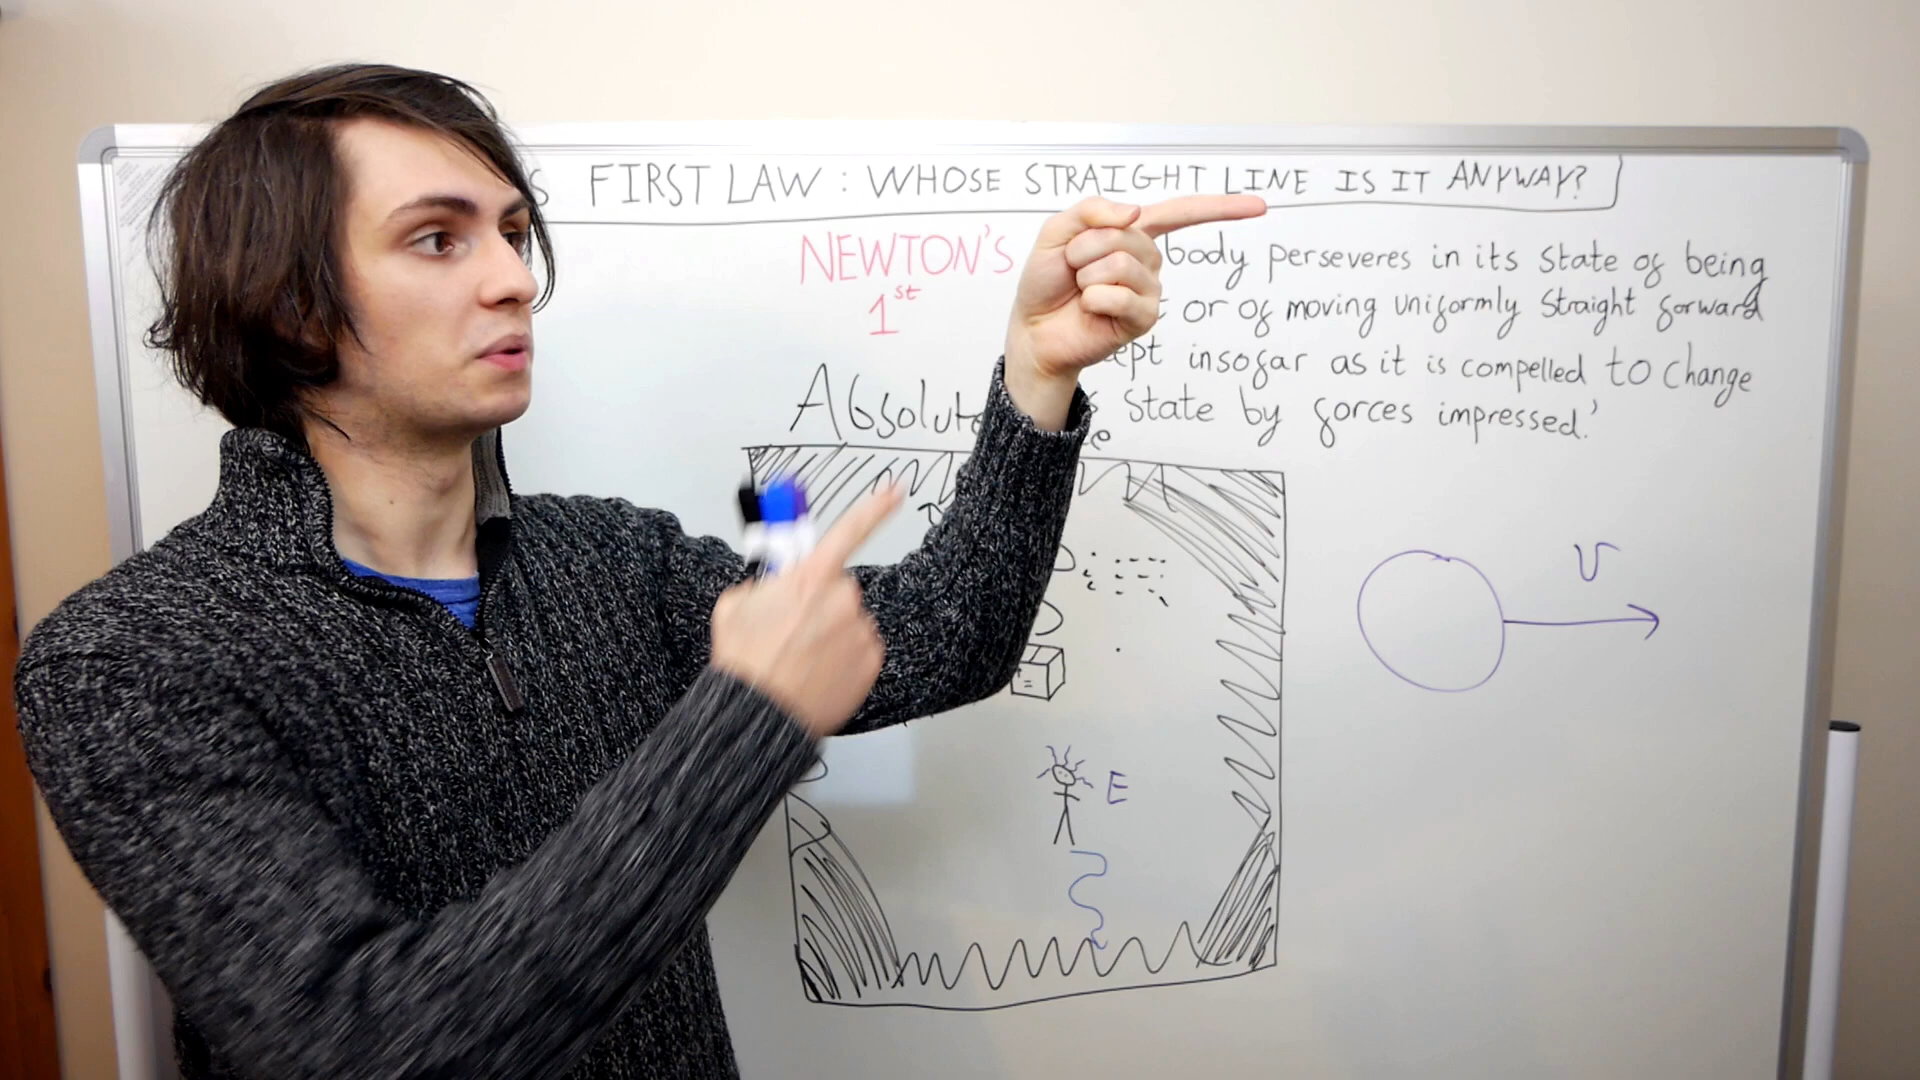 S FIRST LAW : WHOSE STRAIGHT LINE IS IT ANYWAY?
NEWTON'S
1st
body perseveres in its state of being
or of moving uniformly straight forward
insofar as it is compelled to change
state by forces impressed.'
Absolute
v
E